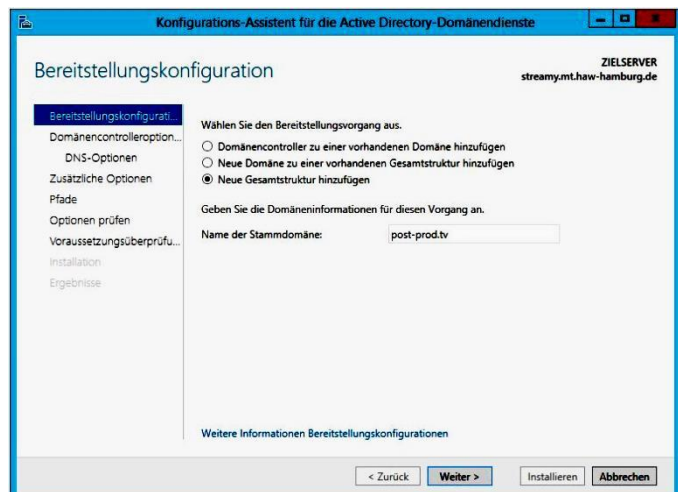 Konfigurations-Assistent für die Active Directory-Domänendienste
Bereitstellungskonfiguration
ZIELSERVER
streamy.mt.haw-hamburg.de
Bereitstellungskonfigurati...
Domänencontrolleroption...
DNS-Optionen
Zusätzliche Optionen
Pfade
Optionen prüfen
Voraussetzungsüberprüfu...
Installation
Ergebnisse
Wählen Sie den Bereitstellungsvorgang aus.
Domänencontroller zu einer vorhandenen Domäne hinzufügen
Neue Domäne zu einer vorhandenen Gesamtstruktur hinzufügen
Neue Gesamtstruktur hinzufügen
Geben Sie die Domäneninformationen für diesen Vorgang an.
Name der Stammdomäne: post-prod.tv
Weitere Informationen Bereitstellungskonfigurationen
< Zurück Weiter > Installieren Abbrechen